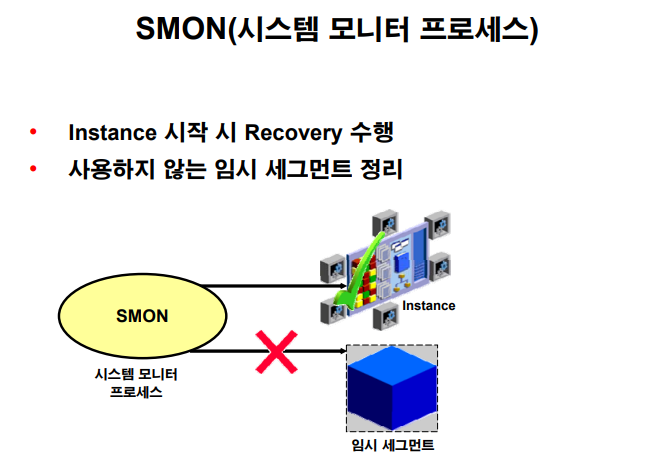 SMON(시스템 모니터 프로세스)
• Instance 시작 시 Recovery 수행
• 사용하지 않는 임시 세그먼트 정리
Instance
SMON
시스템 모니터
프로세스
임시 세그먼트